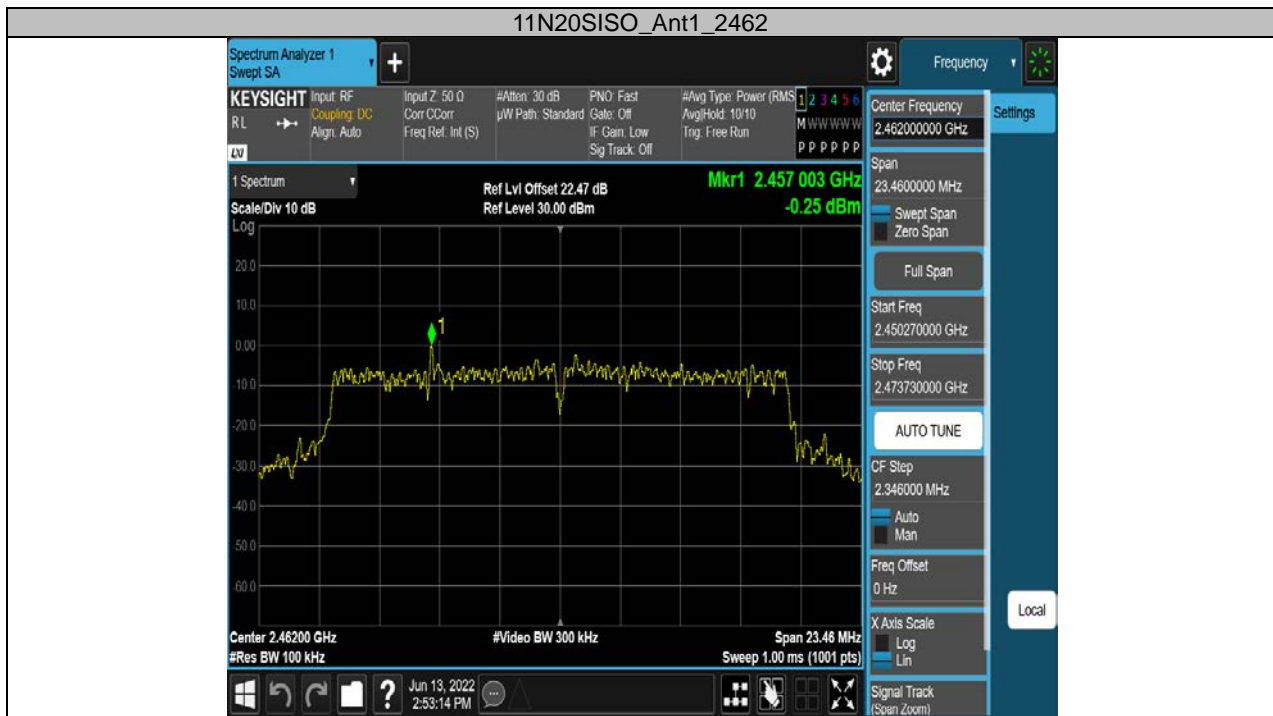 11N20SISO_Ant1_2462
Spectrum Analyzer 1
Swept SA
+
Frequency
KEYSIGHT
RL
LXI
Input: RF
Coupling: DC
Align: Auto
Input Z: 50 Ω
Corr CCorr
Freq Ref: Int (S)
#Atten: 30 dB
µW Path: Standard
PNO: Fast
Gate: Off
IF Gain: Low
Sig Track: Off
#Avg Type: Power (RMS
Avg|Hold: 10/10
Trig: Free Run
1 2 3 4 5 6
M W W W W W
P P P P P P
1 Spectrum
Scale/Div 10 dB
Log
Ref Lvl Offset 22.47 dB
Ref Level 30.00 dBm
Mkr1 2.457 003 GHz
-0.25 dBm
20.0
10.0
0.00
-10.0
-20.0
-30.0
-40.0
-50.0
-60.0
1
Center 2.46200 GHz
#Res BW 100 kHz
#Video BW 300 kHz
Span 23.46 MHz
Sweep 1.00 ms (1001 pts)
Center Frequency
2.462000000 GHz
Settings
Span
23.4600000 MHz
Swept Span
Zero Span
Full Span
Start Freq
2.450270000 GHz
Stop Freq
2.473730000 GHz
AUTO TUNE
CF Step
2.346000 MHz
Auto
Man
Freq Offset
0 Hz
X Axis Scale
Log
Lin
Local
Signal Track
(Span Zoom)
?
Jun 13, 2022
2:53:14 PM